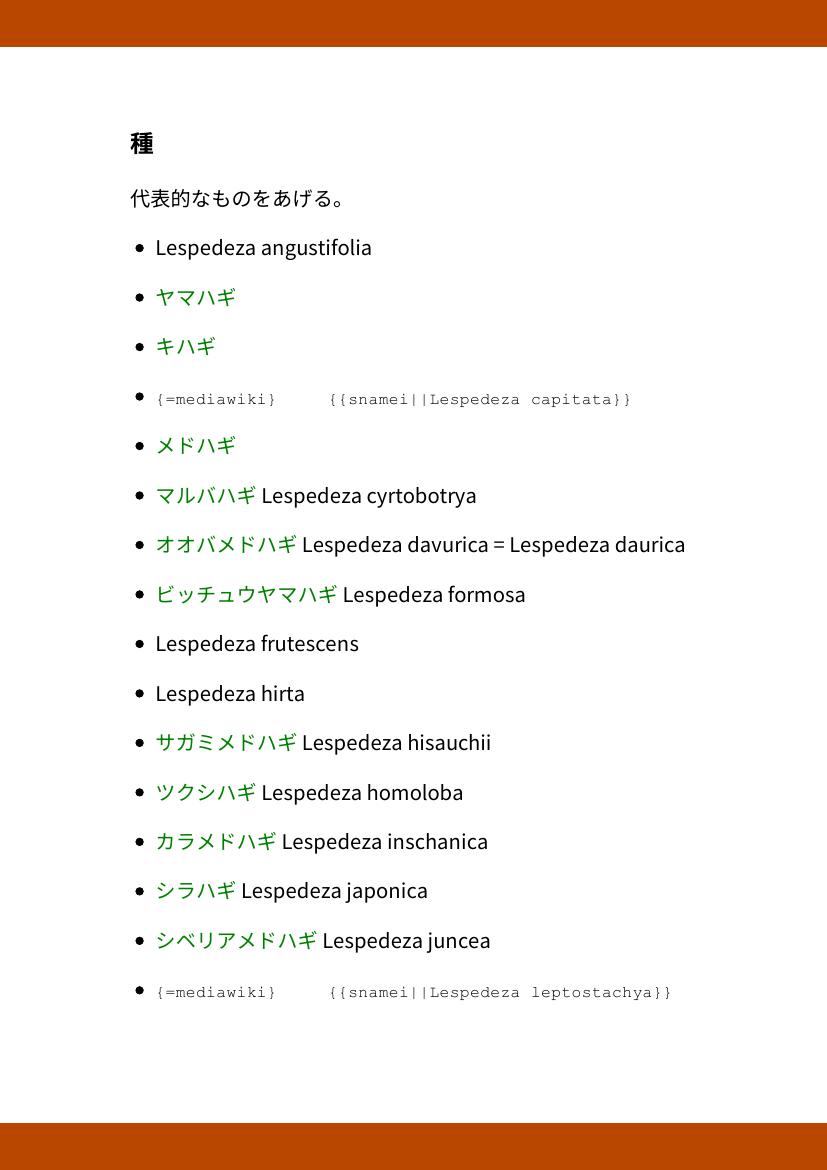 種
代表的なものをあげる。
• Lespedeza angustifolia
• ヤマハギ
• キハギ
• {=mediawiki} {{snamei||Lespedeza capitata}}
• メドハギ
• マルバハギ Lespedeza cyrtobotrya
• オオバメドハギ Lespedeza davurica = Lespedeza daurica
• ビッチュウヤマハギ Lespedeza formosa
• Lespedeza frutescens
• Lespedeza hirta
• サガミメドハギ Lespedeza hisauchii
• ツクシハギ Lespedeza homoloba
• カラメドハギ Lespedeza inschanica
• シラハギ Lespedeza japonica
• シベリアメドハギ Lespedeza juncea
• {=mediawiki} {{snamei||Lespedeza leptostachya}}